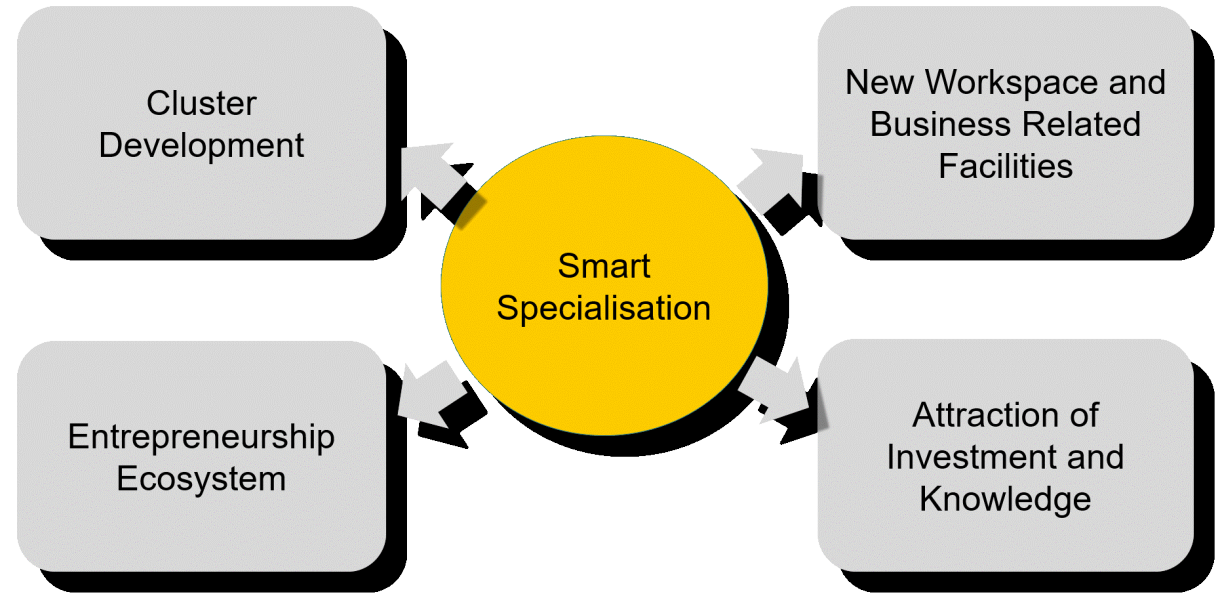 Cluster
Development
New Workspace and
Business Related
Facilities
Smart
Specialisation
Entrepreneurship
Ecosystem
Attraction of
Investment and
Knowledge